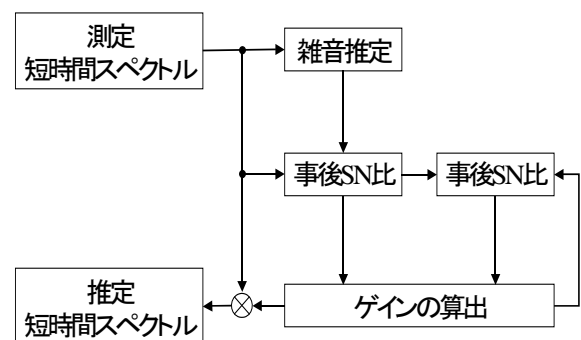 測定
短時間スペクトル
雑音推定
事後SN比
事後SN比
推定
短時間スペクトル
ゲインの算出